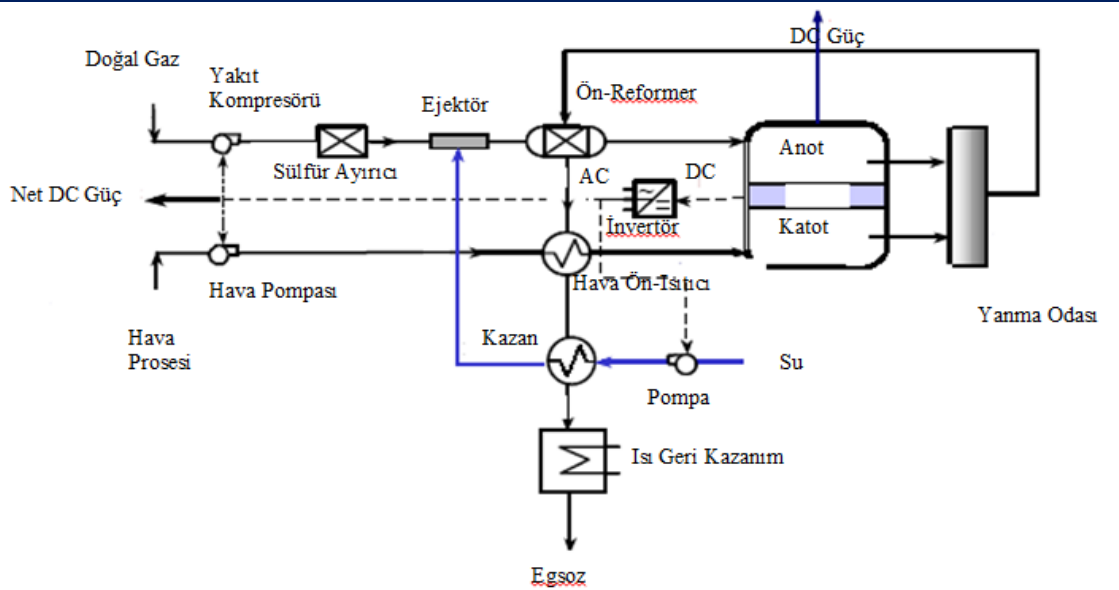 DC Güç
Doğal Gaz
Yakıt
Kompresörü
Ejektör
Ön-Reformer
Sülfür Ayırıcı
AC
DC
Anot
Net DC Güç
İnvertör
Katot
Hava Pompası
Hava Ön-Isıtıcı
Yanma Odası
Hava
Prosesi
Kazan
Su
Pompa
Isı Geri Kazanım
Egsoz